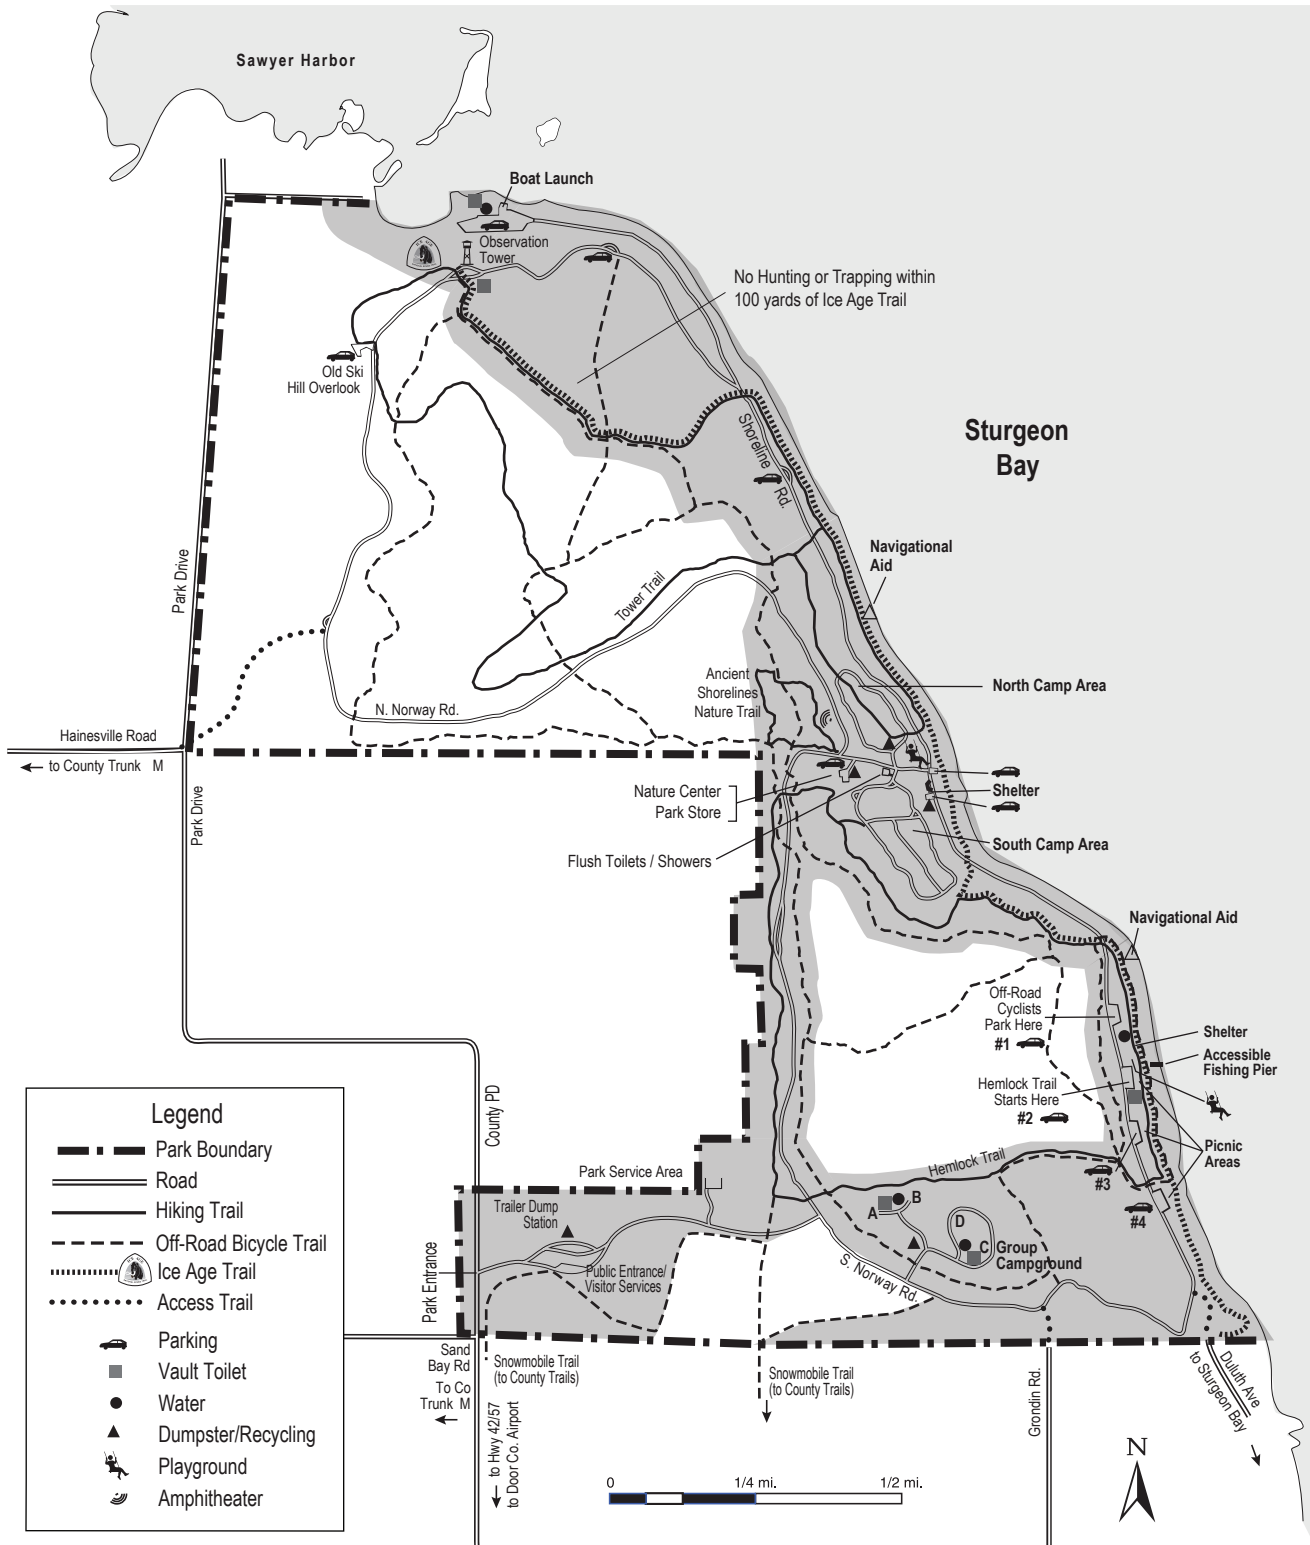 Sawyer Harbor
Boat Launch
Observation
Tower
No Hunting or Trapping within
100 yards of Ice Age Trail
Old Ski
Hill Overlook
Shoreline Rd.
Sturgeon
Bay
Navigational
Aid
Park Drive
Tower Trail
Ancient
Shorelines
Nature Trail
North Camp Area
N. Norway Rd.
Hainesville Road
to County Trunk M
Park Drive
Nature Center
Park Store
Shelter
South Camp Area
Flush Toilets / Showers
Navigational Aid
Off-Road
Cyclists
Park Here
#1
Shelter
Accessible
Fishing Pier
Hemlock Trail
Starts Here
#2
Picnic
Areas
#3
#4
Hemlock Trail
County PD
Park Service Area
Trailer Dump
Station
A
B
D
C Group
Campground
Public Entrance/
Visitor Services
S. Norway Rd.
Park Entrance
Sand
Bay Rd
To Co
Trunk M
Snowmobile Trail
(to County Trails)
Snowmobile Trail
(to County Trails)
to Hwy 42/57
to Door Co. Airport
Grondin Rd.
Duluth Ave
to Sturgeon Bay
N
0 1/4 mi. 1/2 mi.
Legend
Park Boundary
Road
Hiking Trail
Off-Road Bicycle Trail
Ice Age Trail
Access Trail
Parking
Vault Toilet
Water
Dumpster/Recycling
Playground
Amphitheater